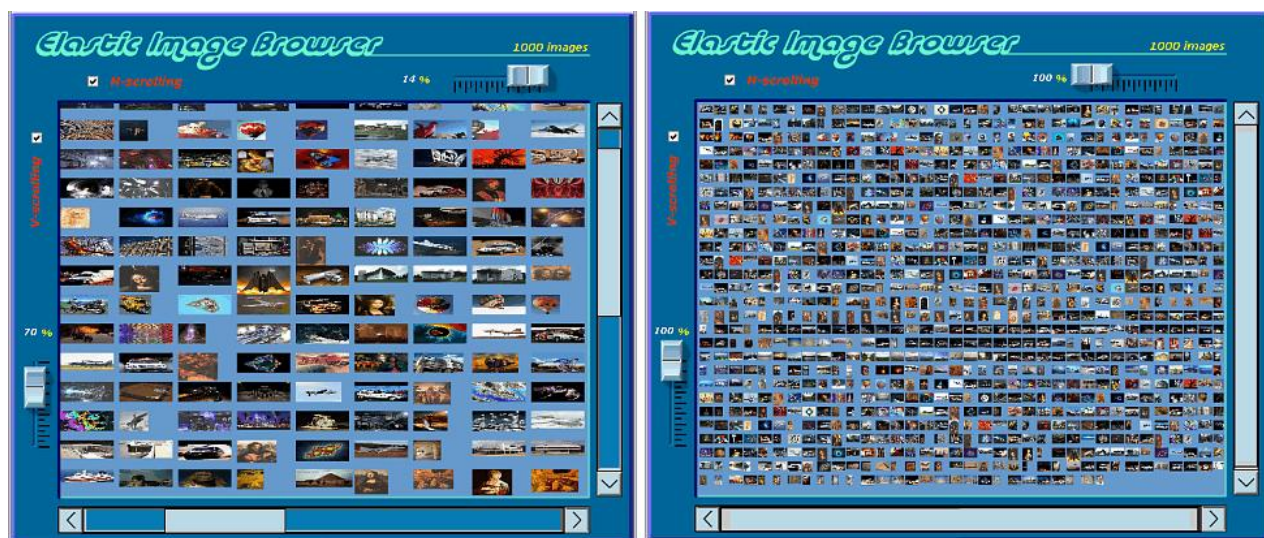 Elastic Image Browser
1000 images
H-scrolling
14 %
V-scrolling
70 %
Elastic Image Browser
1000 images
H-scrolling
100 %
V-scrolling
100 %